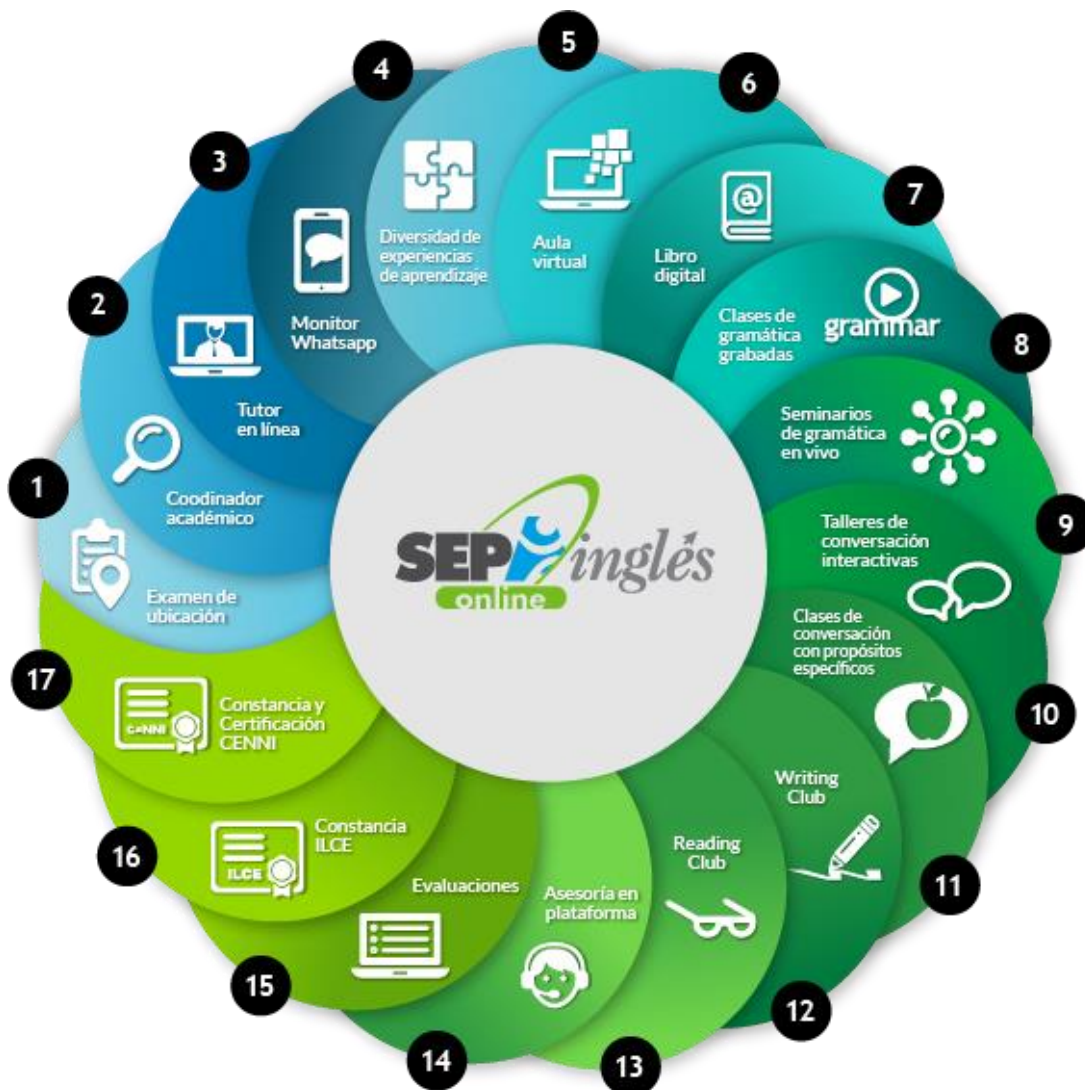 1
Examen de
ubicación
2
Coodinador
académico
3
Tutor
en línea
4
Monitor
Whatsapp
5
Diversidad de
experiencias
de aprendizaje
6
Aula
virtual
7
Libro
digital
8
Clases de
gramática
grabadas
grammar
9
Seminarios
de gramática
en vivo
10
Talleres de
conversación
interactivas
11
Clases de
conversación
con propósitos
específicos
12
Writing
Club
13
Reading
Club
14
Asesoría en
plataforma
15
Evaluaciones
16
Constancia
ILCE
ILCE
17
Constancia y
Certificación
CENNI
CENNI
SEP inglés
online